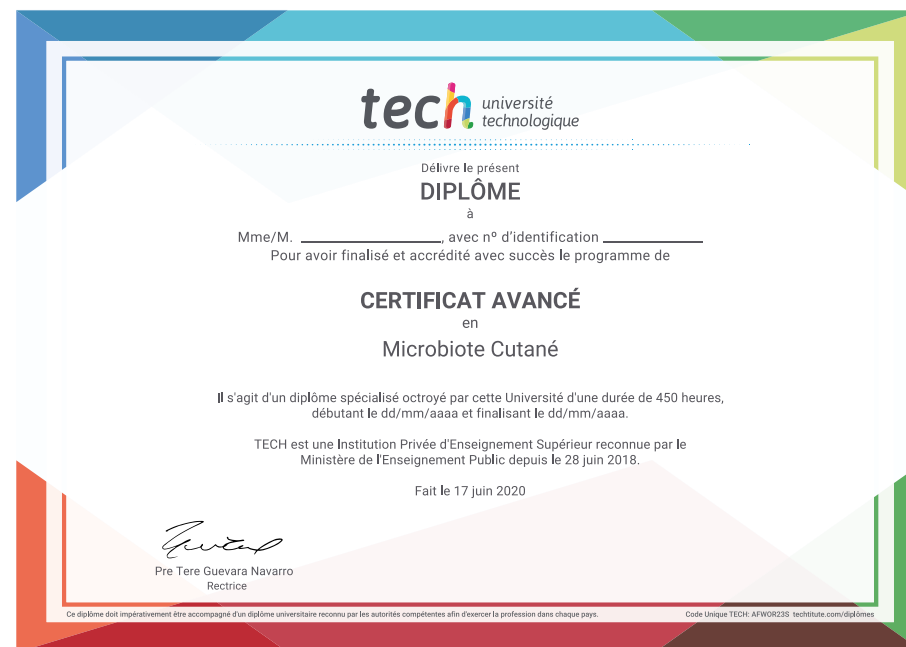 tech université
technologique
Délivre le présent
DIPLÔME
à
Mme/M. ____________, avec nº d'identification ____________
Pour avoir finalisé et accrédité avec succès le programme de
CERTIFICAT AVANCÉ
en
Microbiote Cutané
Il s'agit d'un diplôme spécialisé octroyé par cette Université d'une durée de 450 heures,
débutant le dd/mm/aaaa et finalisant le dd/mm/aaaa.
TECH est une Institution Privée d'Enseignement Supérieur reconnue par le
Ministère de l'Enseignement Public depuis le 28 juin 2018.
Fait le 17 juin 2020
Pre Tere Guevara Navarro
Rectrice
Ce diplôme doit impérativement être accompagné d'un diplôme universitaire reconnu par les autorités compétentes afin d'exercer la profession dans chaque pays.
Code Unique TECH: AFWOR23S techtitute.com/diplômes